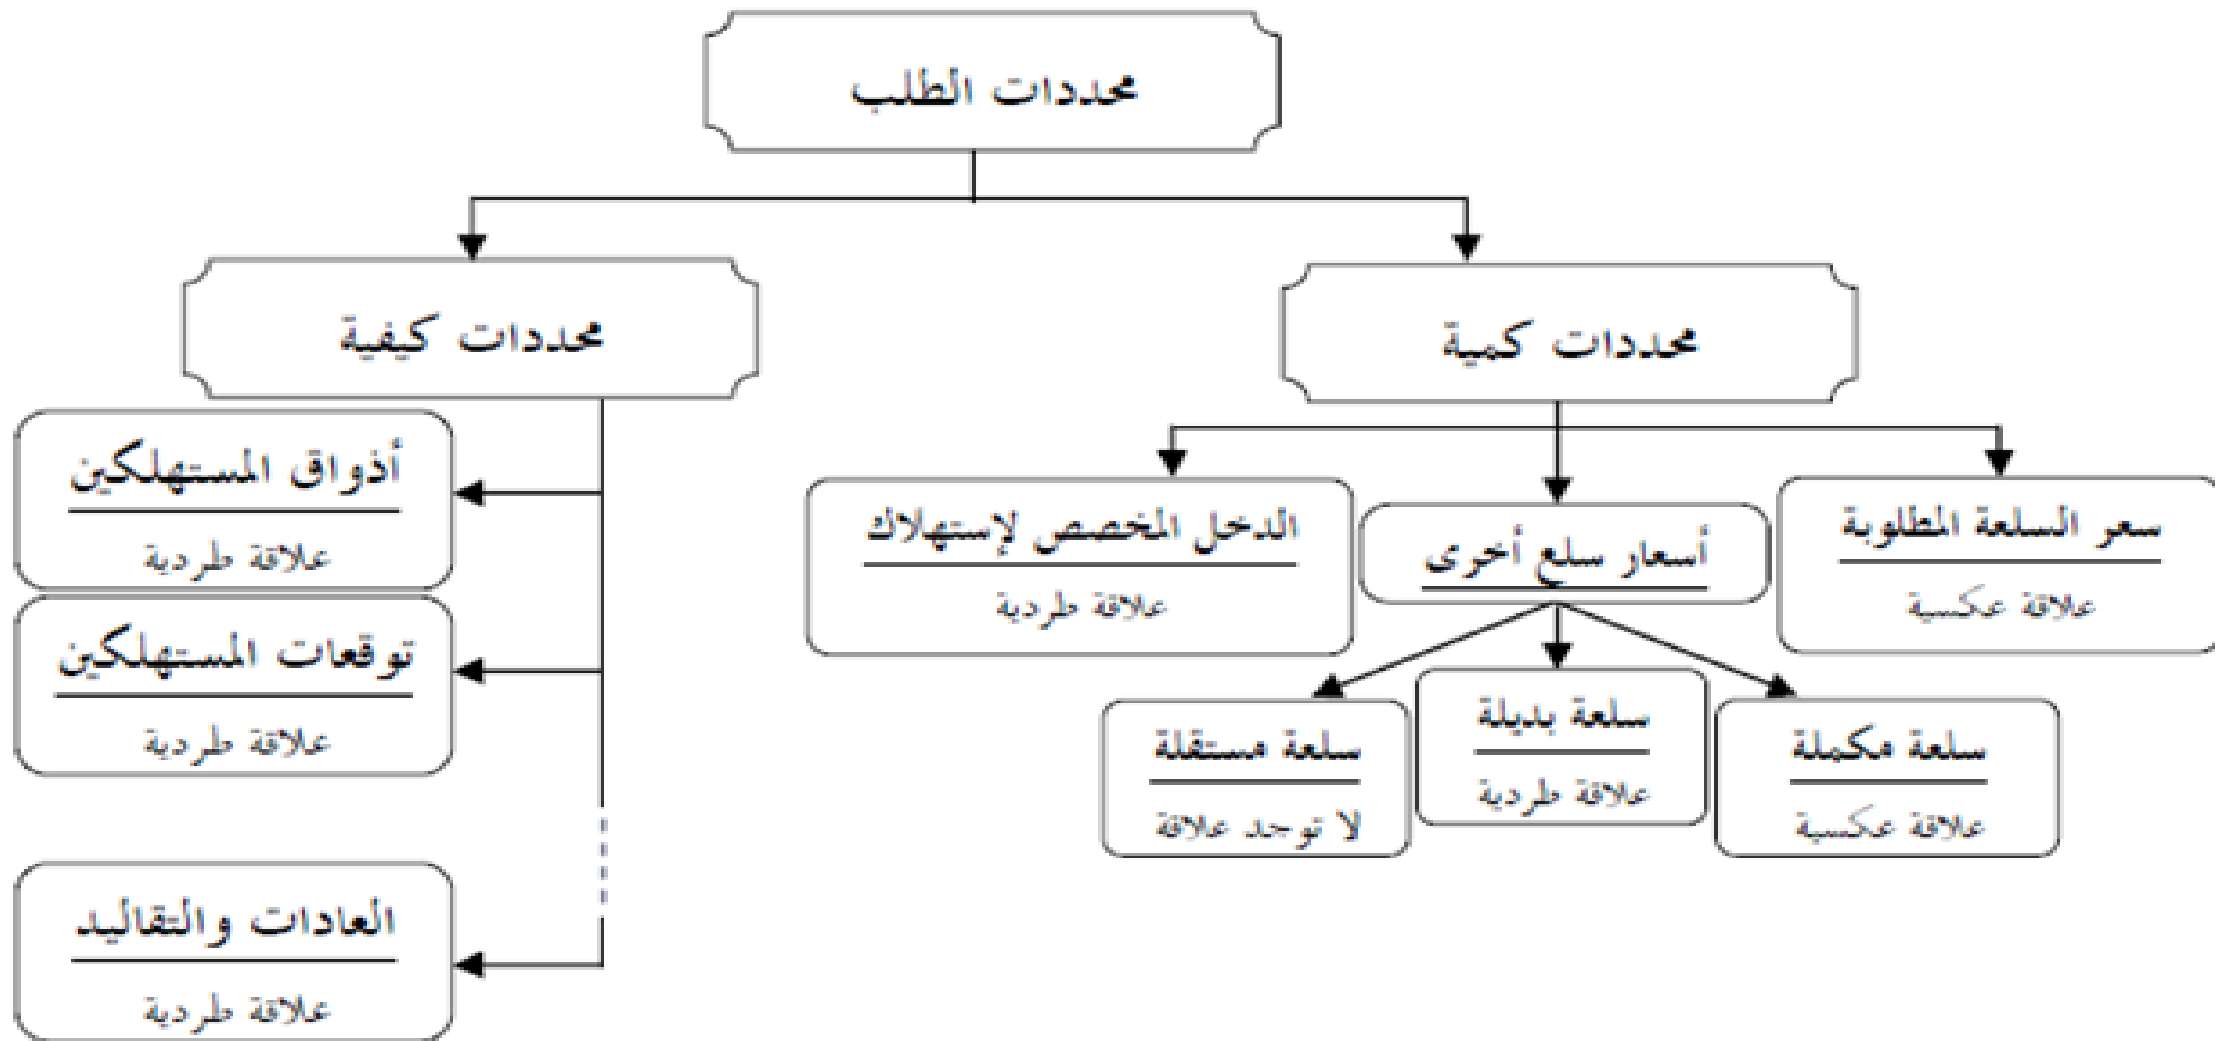 محددات الطلب
محددات كمية
محددات كيفية
سعر السلعة المطلوبة
علاقة عكسية
أسعار سلع أخرى
الدخل المخصص لإستهلاك
علاقة طردية
سلعة مكملة
علاقة عكسية
سلعة بديلة
علاقة طردية
سلعة مستقلة
لا توجد علاقة
أذواق المستهلكين
علاقة طردية
توقعات المستهلكين
علاقة طردية
العادات والتقاليد
علاقة طردية